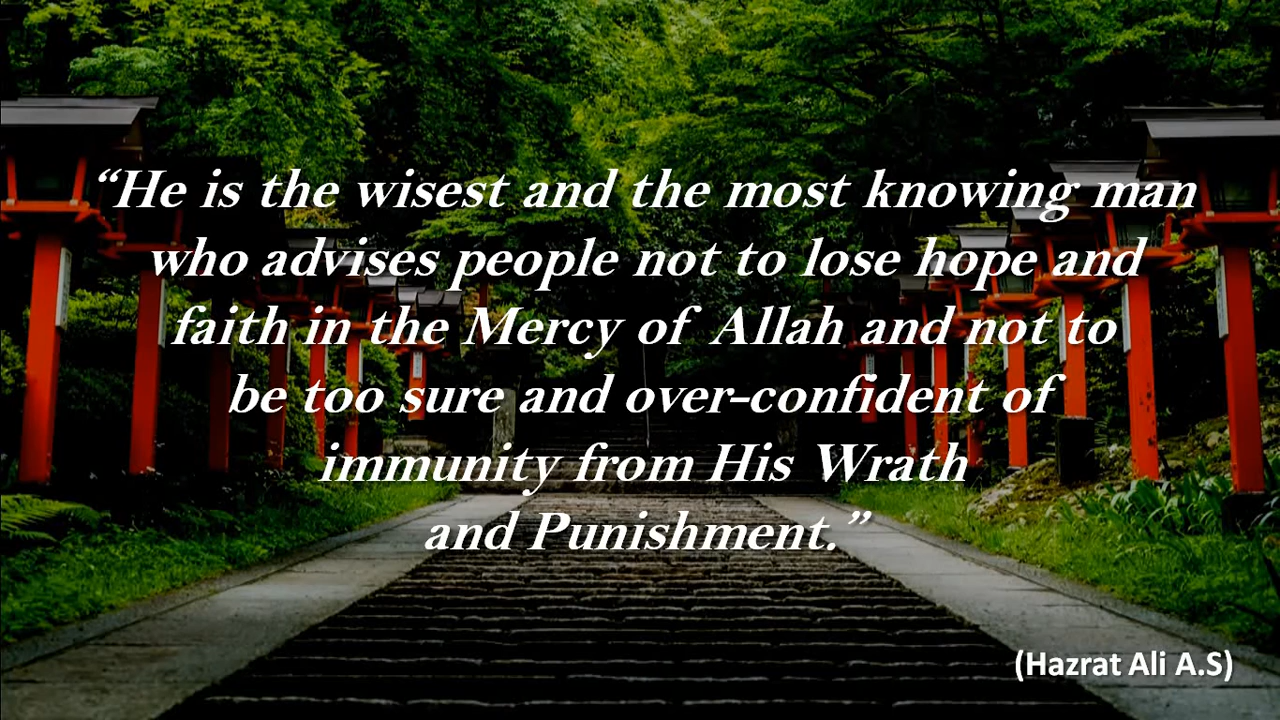 “He is the wisest and the most knowing man
who advises people not to lose hope and
faith in the Mercy of Allah and not to
be too sure and over-confident of
immunity from His Wrath
and Punishment.”
(Hazrat Ali A.S)